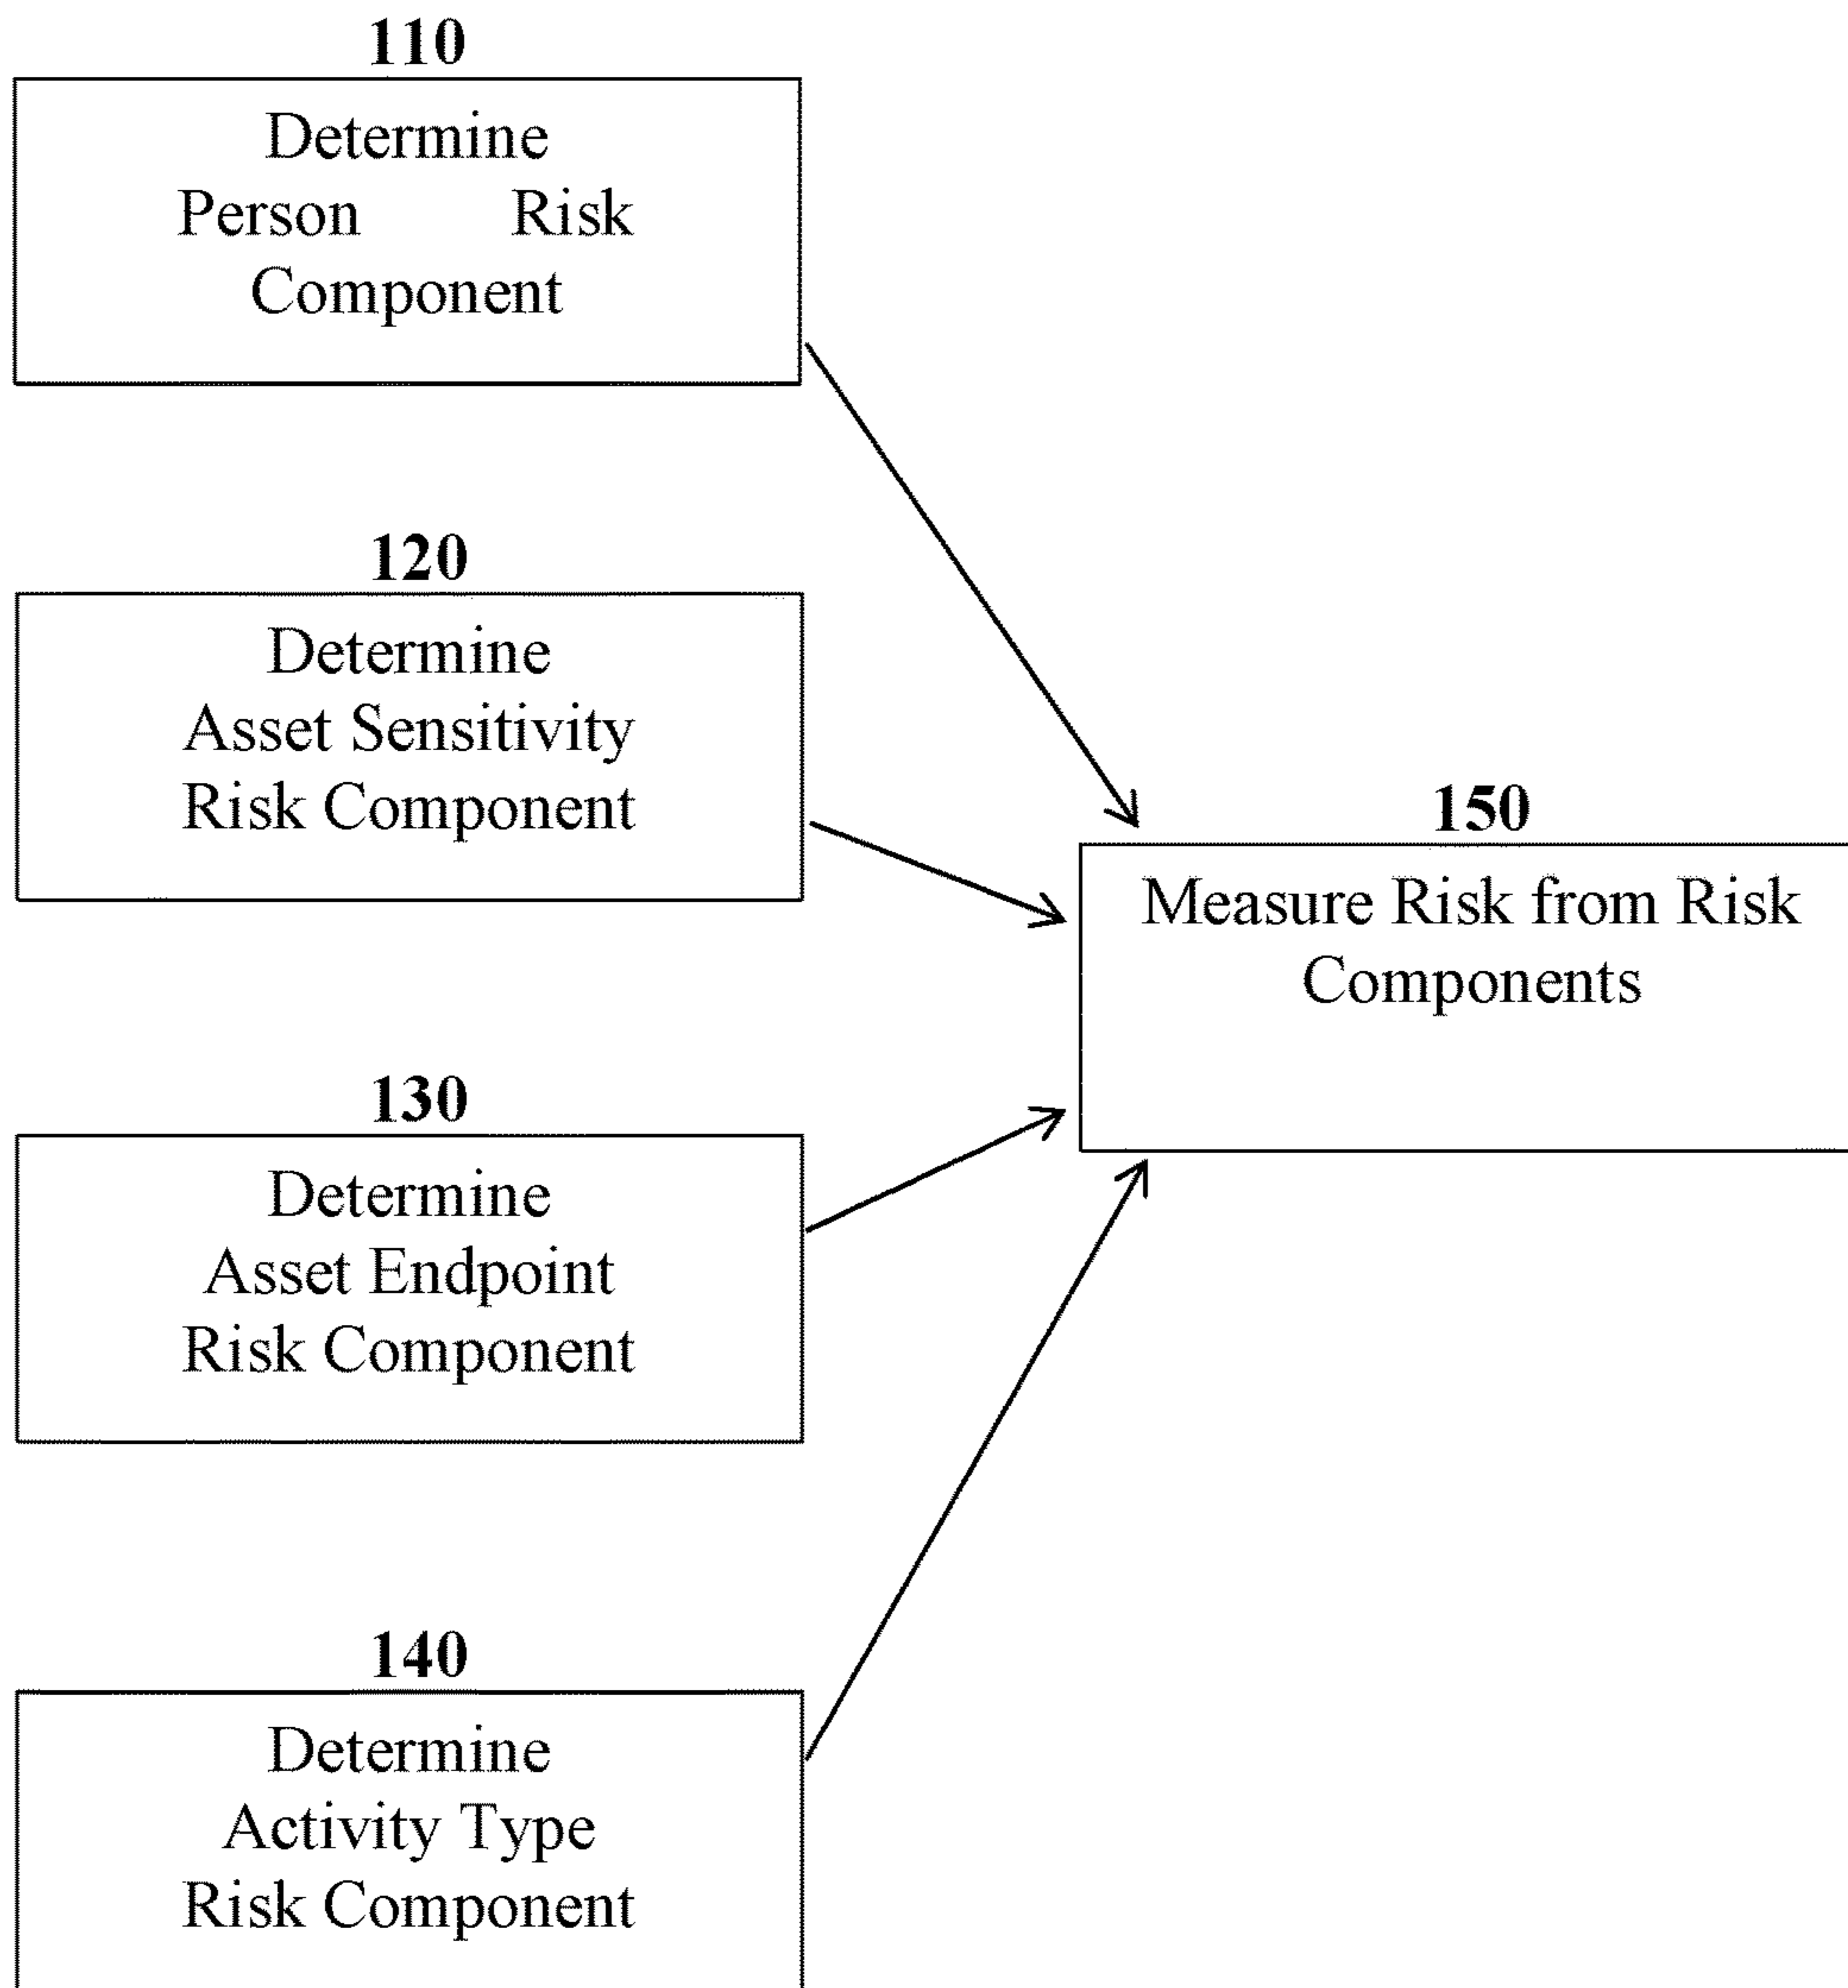 110
Determine
Person Risk
Component
120
Determine
Asset Sensitivity
Risk Component
130
Determine
Asset Endpoint
Risk Component
140
Determine
Activity Type
Risk Component
150
Measure Risk from Risk
Components